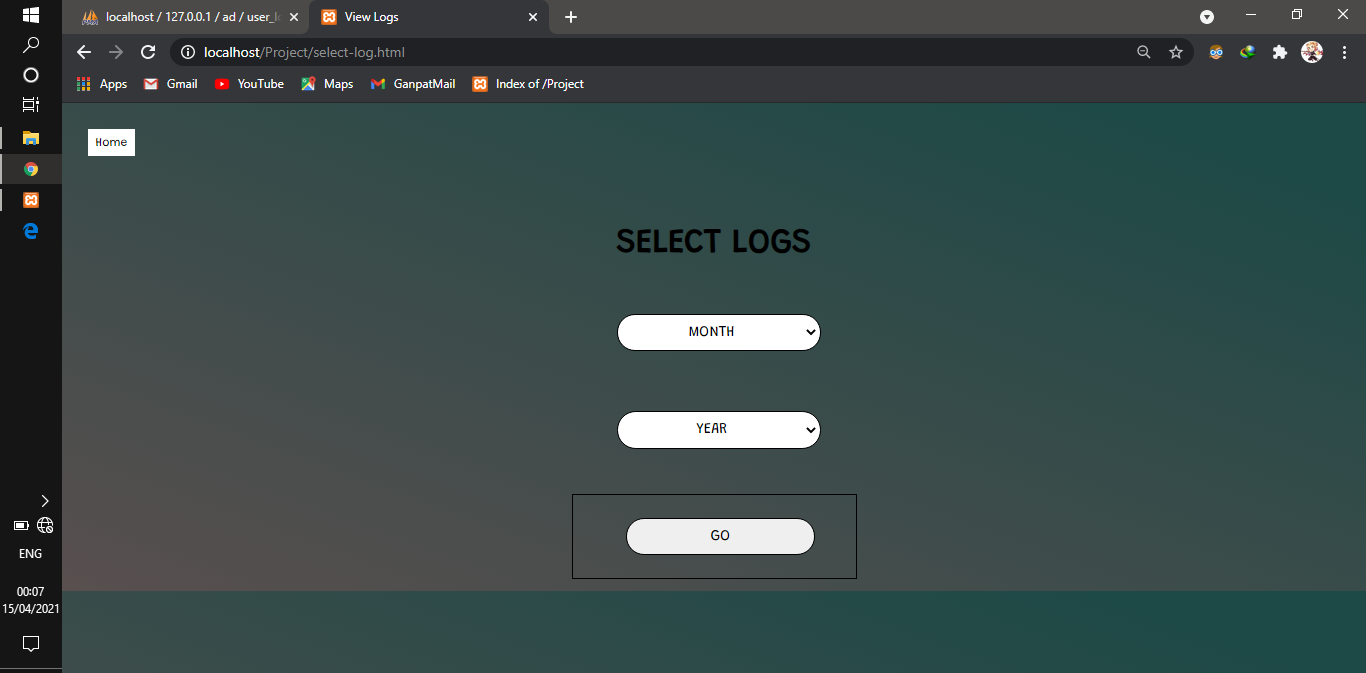 localhost / 127.0.0.1 / ad / user_l
View Logs
localhost/Project/select-log.html
Apps
Gmail
YouTube
Maps
GanpatMail
Index of /Project
Home
SELECT LOGS
MONTH
YEAR
GO
ENG
00:07
15/04/2021